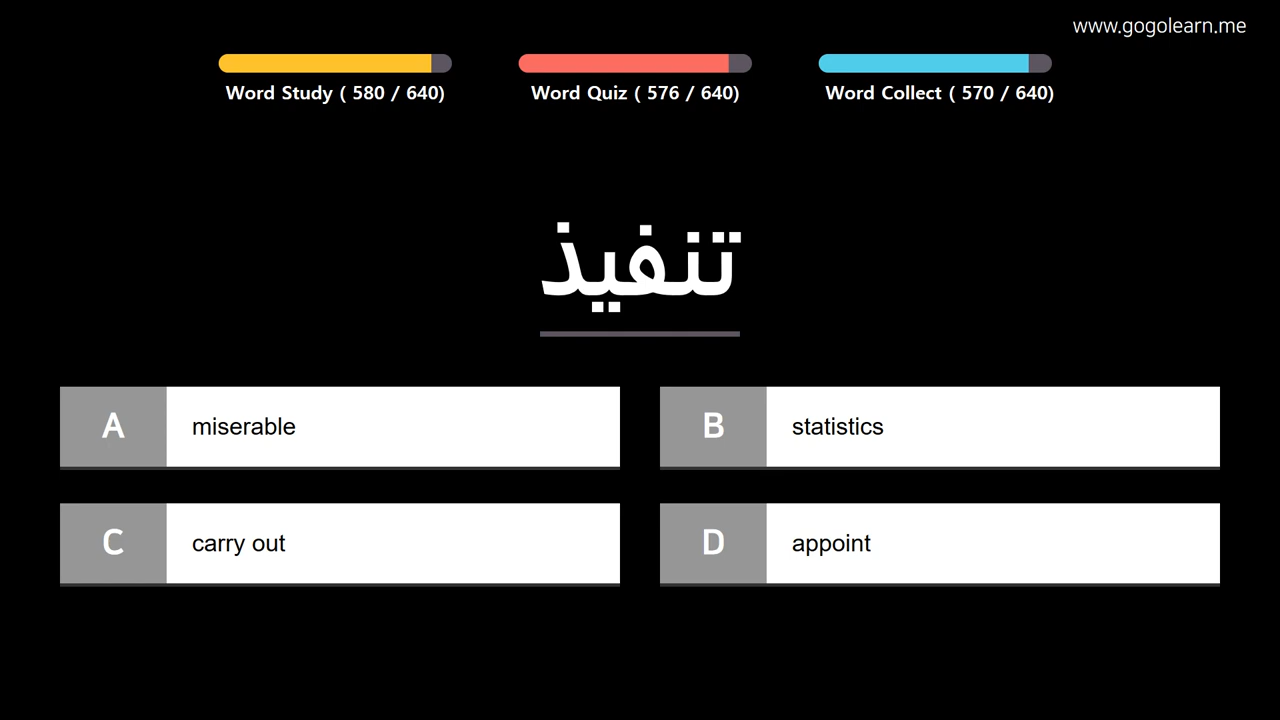 www.gogolearn.me
Word Study ( 580 / 640)
Word Quiz ( 576 / 640)
Word Collect ( 570 / 640)
تنفيذ
A miserable
B statistics
C carry out
D appoint